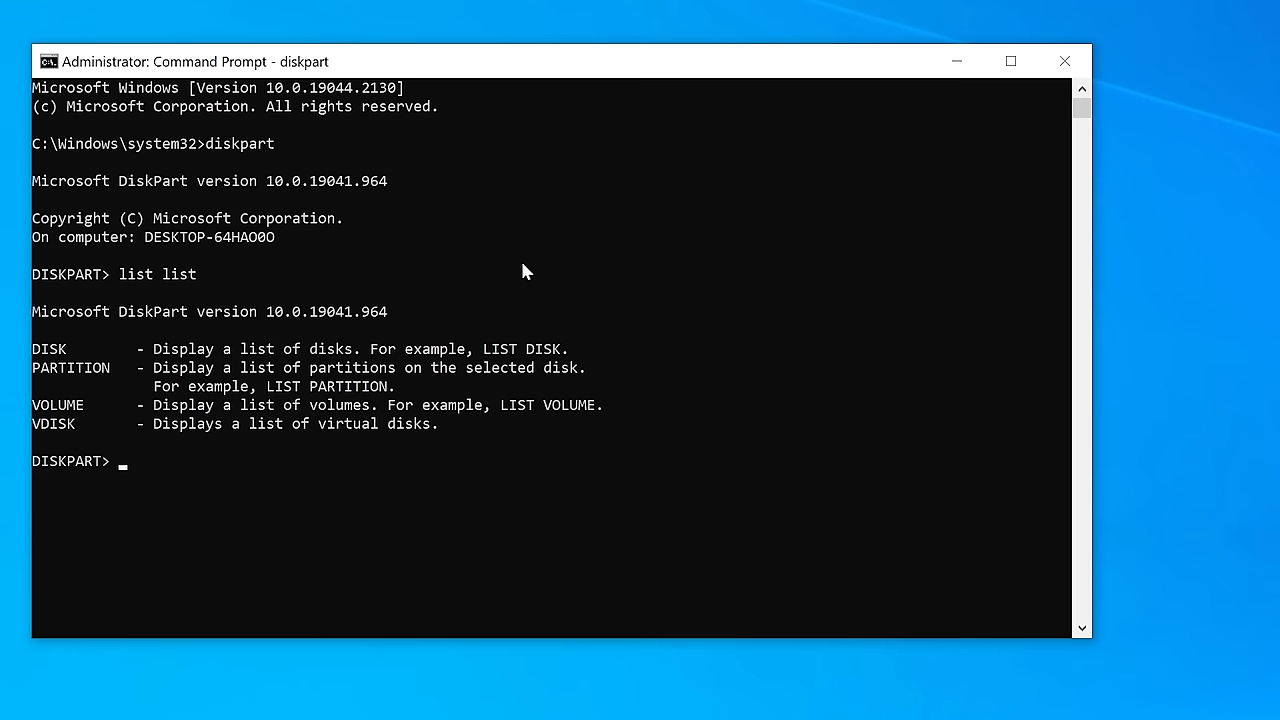 Administrator: Command Prompt - diskpart
Microsoft Windows [Version 10.0.19044.2130]
(c) Microsoft Corporation. All rights reserved.
C:\Windows\system32>diskpart
Microsoft DiskPart version 10.0.19041.964
Copyright (C) Microsoft Corporation.
On computer: DESKTOP-64HAO0O
DISKPART> list list
Microsoft DiskPart version 10.0.19041.964
DISK        - Display a list of disks. For example, LIST DISK.
PARTITION   - Display a list of partitions on the selected disk.
              For example, LIST PARTITION.
VOLUME      - Display a list of volumes. For example, LIST VOLUME.
VDISK       - Displays a list of virtual disks.
DISKPART>